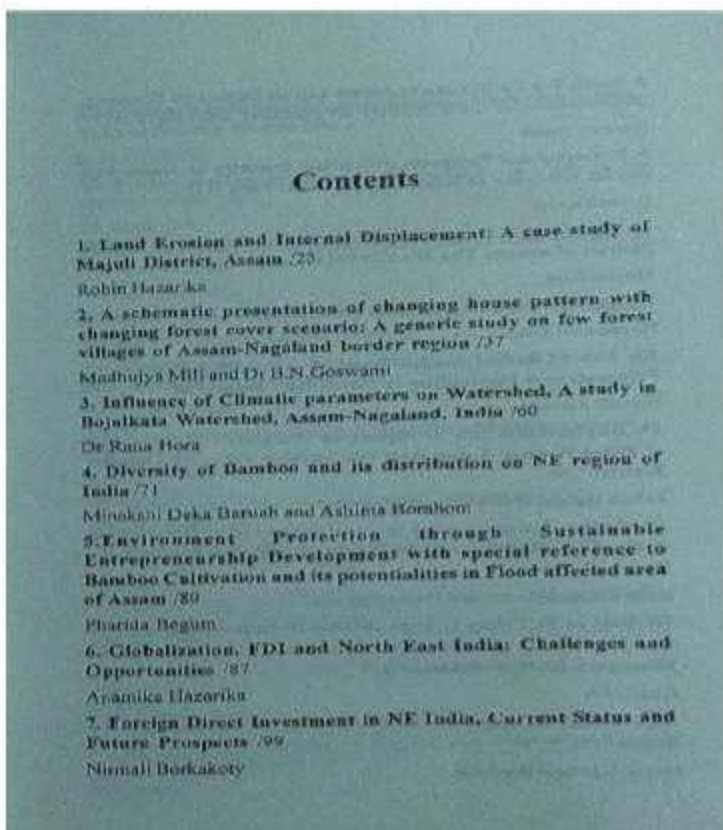 Contents
1. Land Erosion and Internal Displacement: A case study of
Majuli District, Assam /23
Robin Hazarika
2. A schematic presentation of changing house pattern with
changing forest cover scenario: A generic study on few forest
villages of Assam-Nagaland border region /37
Madhujya Mili and Dr B.N.Goswami
3. Influence of Climatic parameters on Watershed, A study in
Bojalkata Watershed, Assam-Nagaland, India /60
Dr Rana Bora
4. Diversity of Bamboo and its distribution on NE region of
India /71
Minakshi Deka Baruah and Ashima
5.Environment Protection through Sustainable
Entrepreneurship Development with special reference to
Bamboo Cultivation and its potentialities in Flood affected area
of Assam /80
Pharida Begum
6. Globalization, FDI and North East India: Challenges and
Opportunities /87
Anamika Hazarika
7. Foreign Direct Investment in NE India, Current Status and
Future Prospects /99
Nirmali Borkakoty